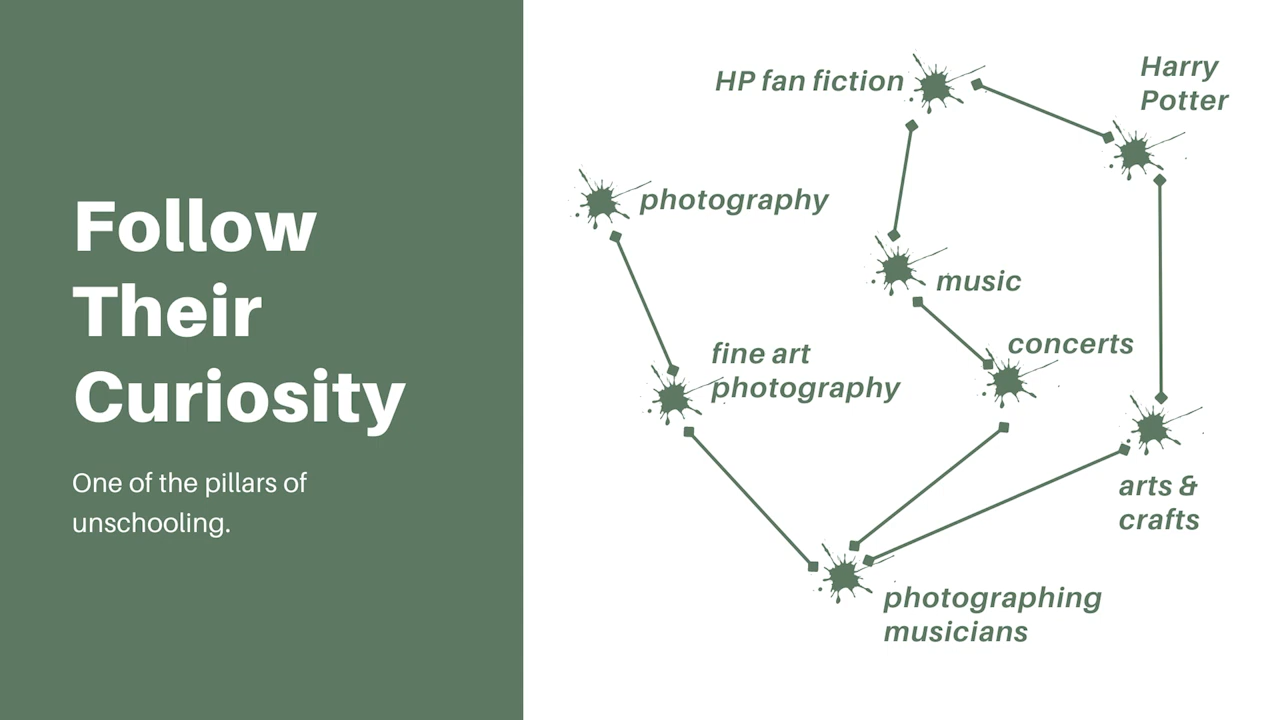 Follow
Their
Curiosity
One of the pillars of
unschooling.
HP fan fiction
Harry
Potter
photography
music
concerts
fine art
photography
arts &
crafts
photographing
musicians